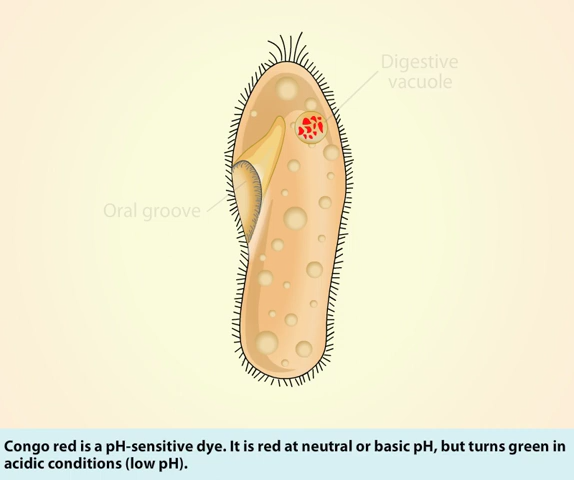 Digestive
vacuole
Oral groove
Congo red is a pH-sensitive dye. It is red at neutral or basic pH, but turns green in
acidic conditions (low pH).